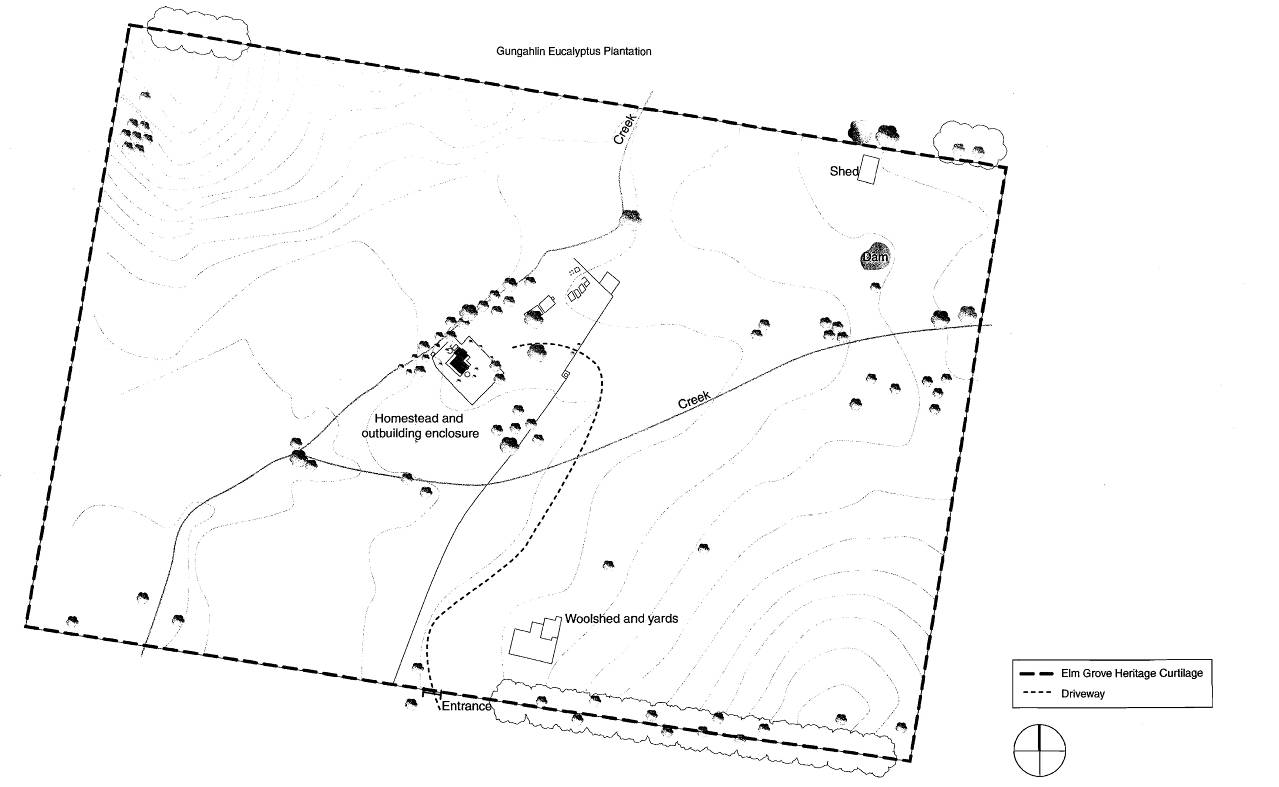 Gungahlin Eucalyptus Plantation
Creek
Shed
Dam
Creek
Homestead and
outbuilding enclosure
Woolshed and yards
Entrance
Elm Grove Heritage Curtilage
Driveway